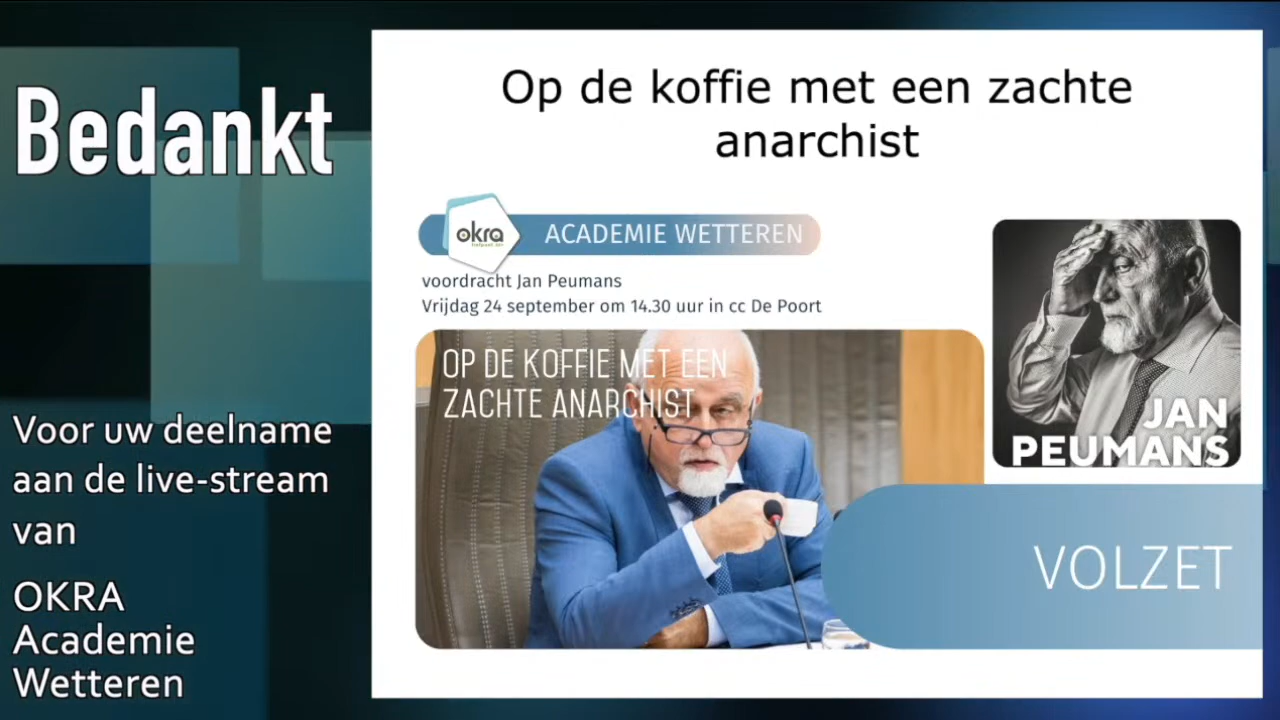 Bedankt
Voor uw deelname
aan de live-stream
van
OKRA
Academie
Wetteren
Op de koffie met een zachte
anarchist
okra
ACADEMIE WETTEREN
voordracht Jan Peumans
Vrijdag 24 september om 14.30 uur in cc De Poort
OP DE KOFFIE MET EEN
ZACHTE ANARCHIST
JAN
PEUMANS
VOLZET